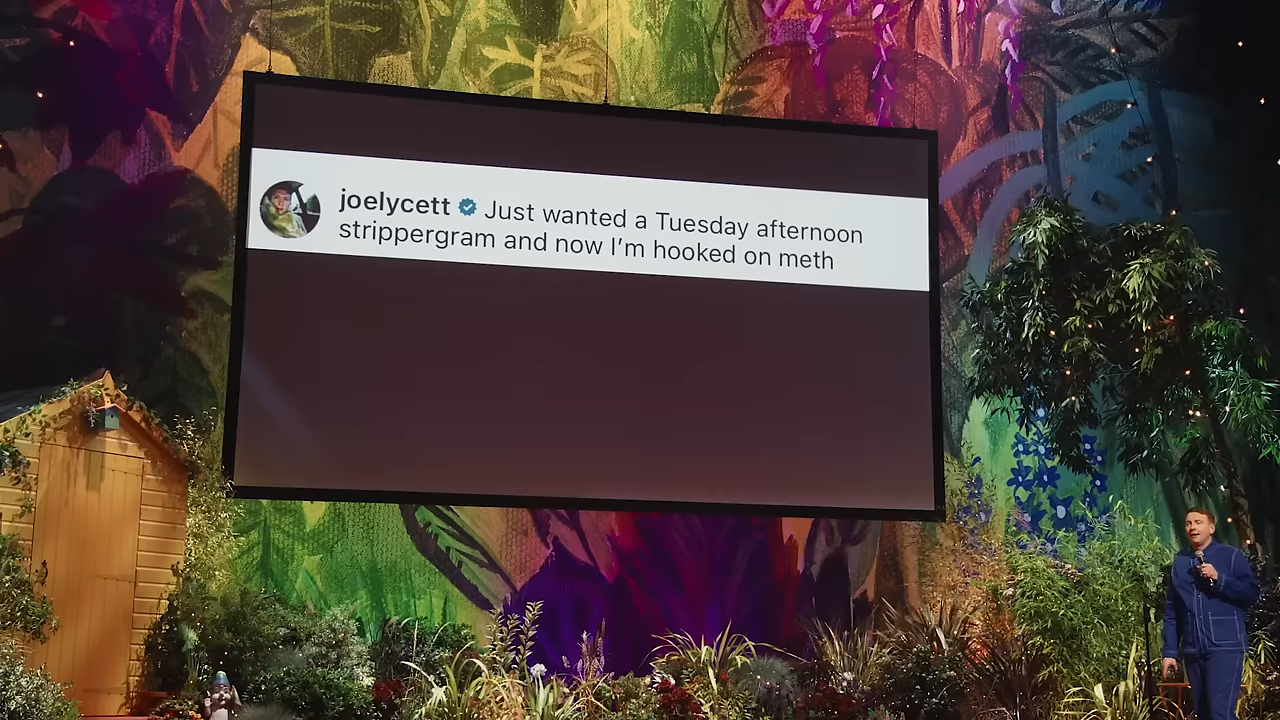 joelycett Just wanted a Tuesday afternoon
strippergram and now I’m hooked on meth